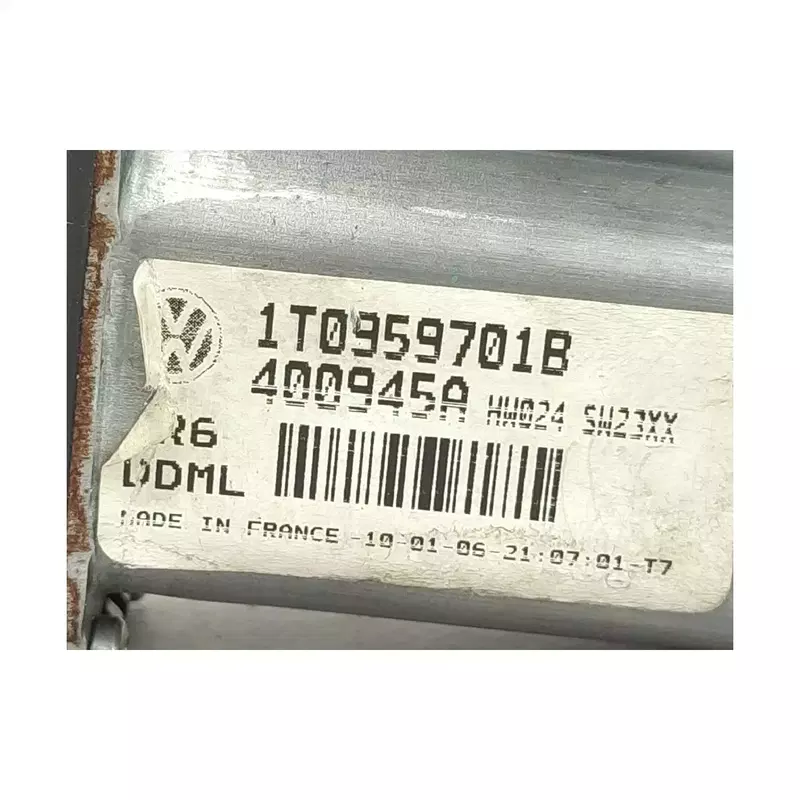 1T0959701B
400945A HW024 SW23XX
R6
DDML
MADE IN FRANCE -10-01-06-21:07:01-T7